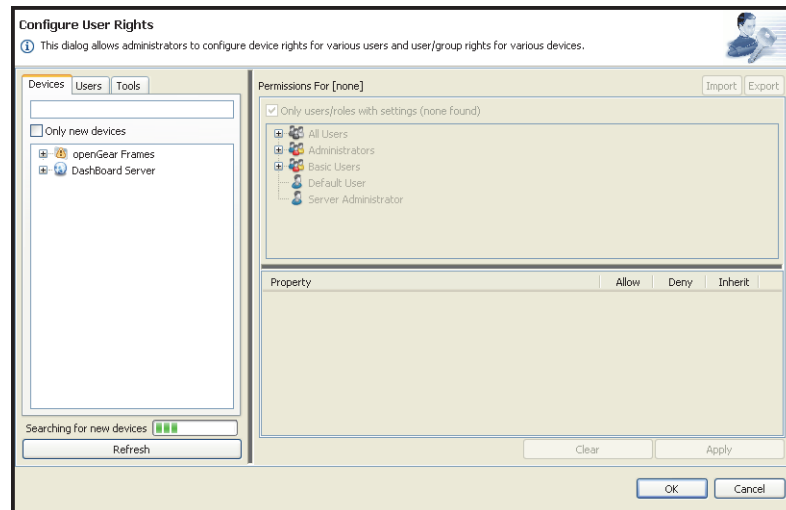 Configure User Rights
This dialog allows administrators to configure device rights for various users and user/group rights for various devices.
Devices Users Tools
Only new devices
openGear Frames
DashBoard Server
Searching for new devices
Refresh
Permissions For [none]
Import Export
Only users/roles with settings (none found)
All Users
Administrators
Basic Users
Default User
Server Administrator
Property Allow Deny Inherit
Clear Apply
OK Cancel